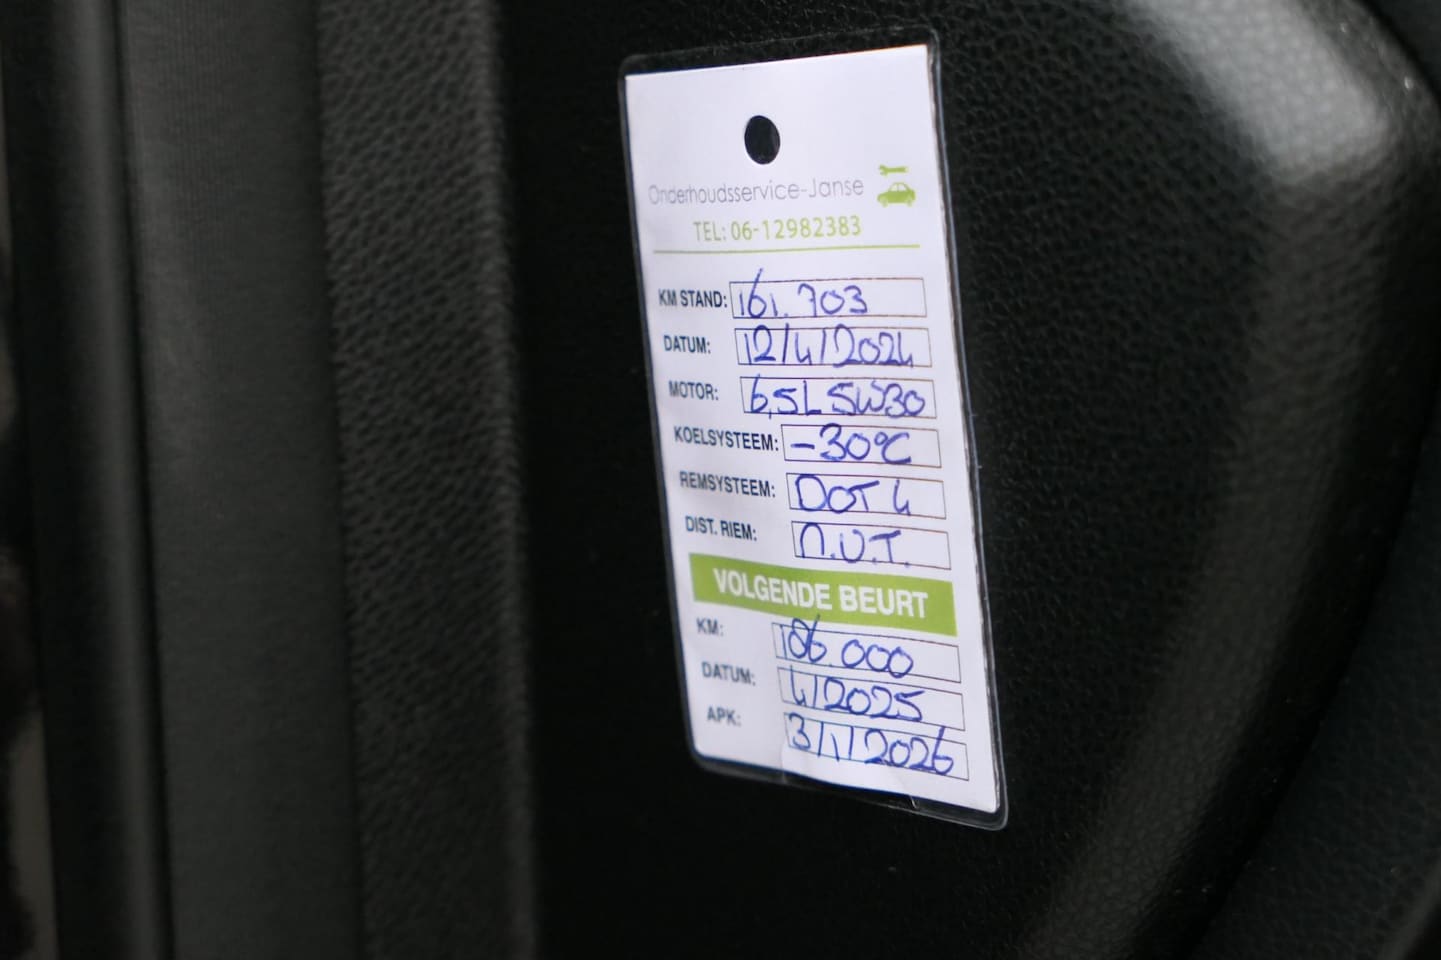 Onderhoudsservice-Janse
TEL: 06-12982383
KM STAND: 161.703
DATUM: 12/4/2024
MOTOR: 6,5L 5W30
KOELSYSTEEM: -30°C
REMSYSTEEM: DOT 4
DIST. RIEM: n.v.T.
VOLGENDE BEURT
KM: 186.000
DATUM: 4/2025
APK: 3/1/2026